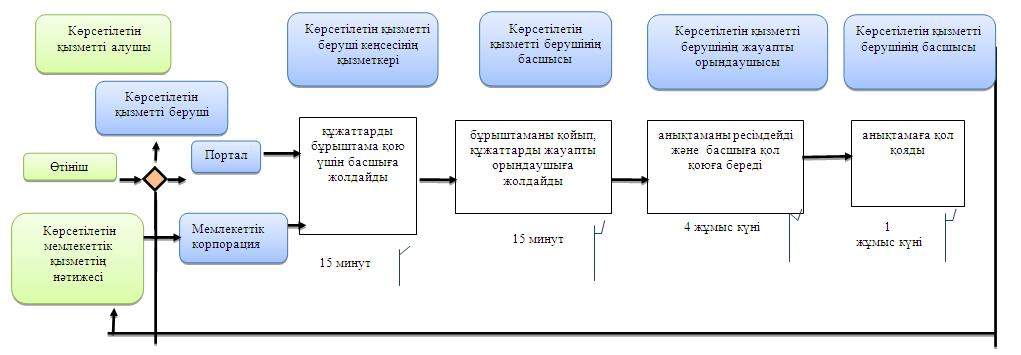 Көрсетілетін
қызметті алушы
Көрсетілетін қызметті
беруші кеңсесінің
қызметкері
Көрсетілетін
қызметті берушінің
басшысы
Көрсетілетін қызметті
берушінің жауапты
орындаушысы
Көрсетілетін қызметті
берушінің басшысы
Көрсетілетін
қызметті беруші
Өтініш
Портал
құжаттарды
бұрыштама қою
үшін басшыға
жолдайды
бұрыштаманы қойып,
құжаттарды жауапты
орындаушыға
жолдайды
анықтаманы ресімдейді
және басшыға қол
қоюға береді
анықтамаға қол
қояды
Көрсетілетін
мемлекеттік
қызметтің
нәтижесі
Мемлекеттік
корпорация
15 минут
15 минут
4 жұмыс күні
1
жұмыс күні